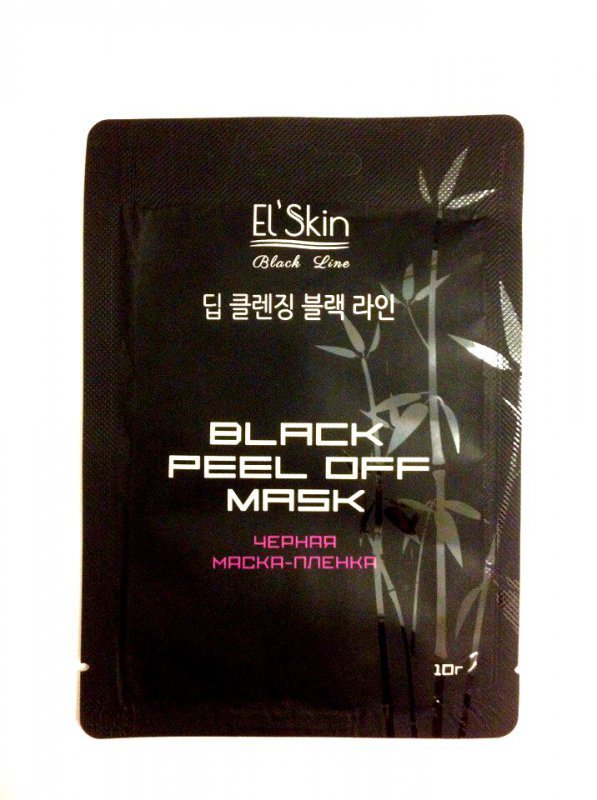 El'Skin
Black Line
딥 클렌징 블랙 라인
BLACK
PEEL OFF
MASK
ЧЕРНАЯ
МАСКА-ПЛЕНКА
10г